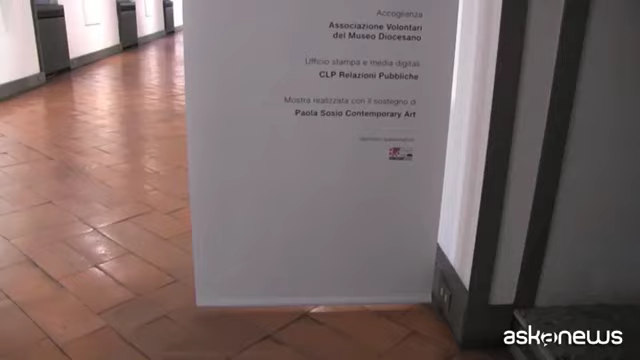 Accoglienza
Associazione Volontari
del Museo Diocesano
Ufficio stampa e media digitali
CLP Relazioni Pubbliche
Mostra realizzata con il sostegno di
Paola Sosio Contemporary Art
askanews